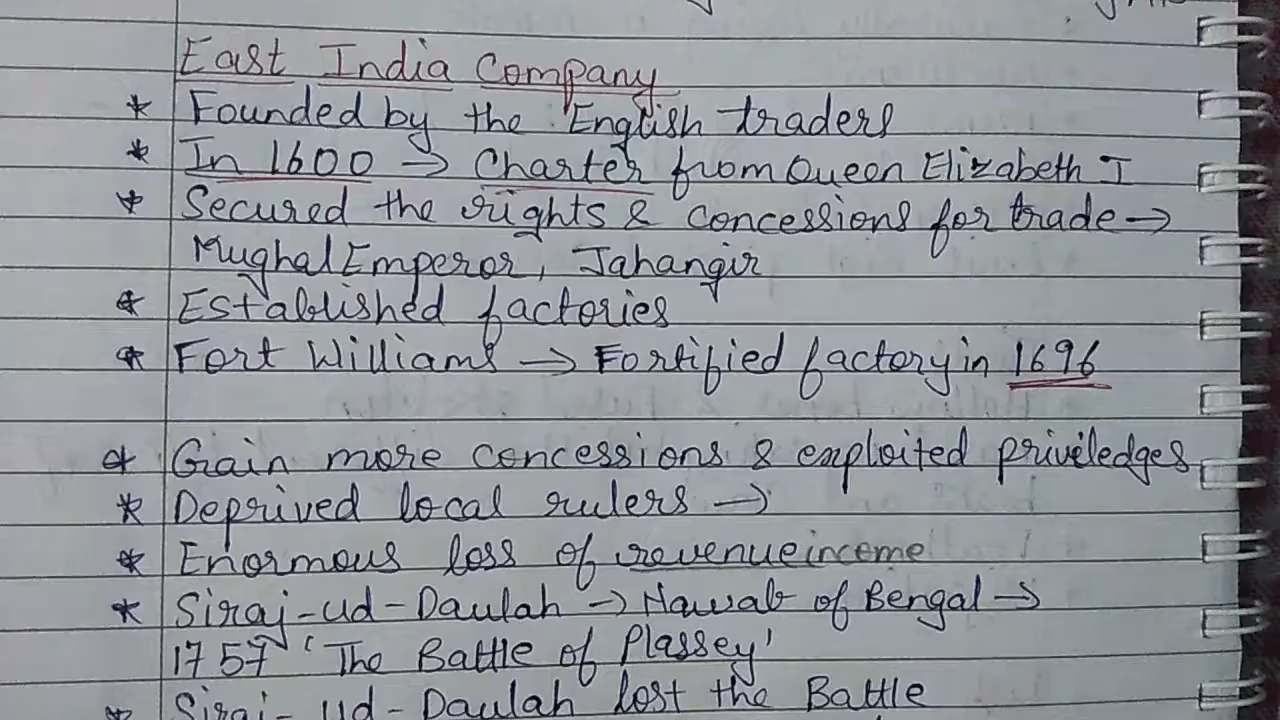 East India Company
* Founded by the English traders
* In 1600 → Charter from Queen Elizabeth I
* Secured the rights & concessions for trade →
Mughal Emperor, Jahangir
* Established factories
* Fort Williams → Fortified factory in 1696
* Gain more concessions & exploited priviledges
* Deprived local rulers →
* Enormous loss of revenue income
* Siraj-ud-Daulah → Nawab of Bengal →
1757 'The Battle of Plassey'
* Siraj-ud-Daulah lost the Battle